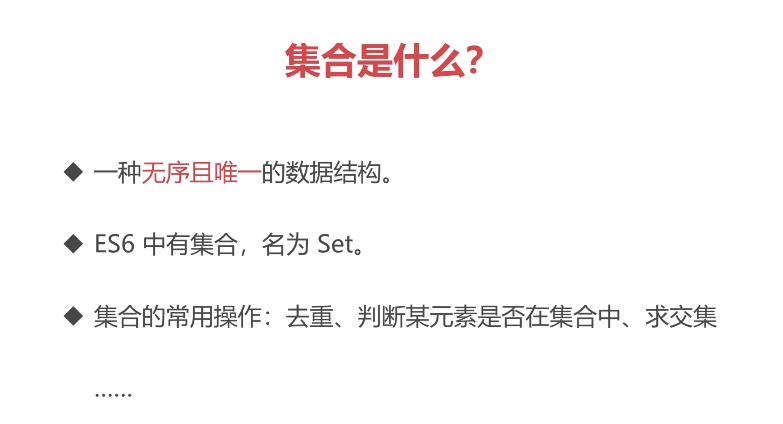 集合是什么？
◆ 一种无序且唯一的数据结构。
◆ ES6 中有集合，名为 Set。
◆ 集合的常用操作：去重、判断某元素是否在集合中、求交集
……